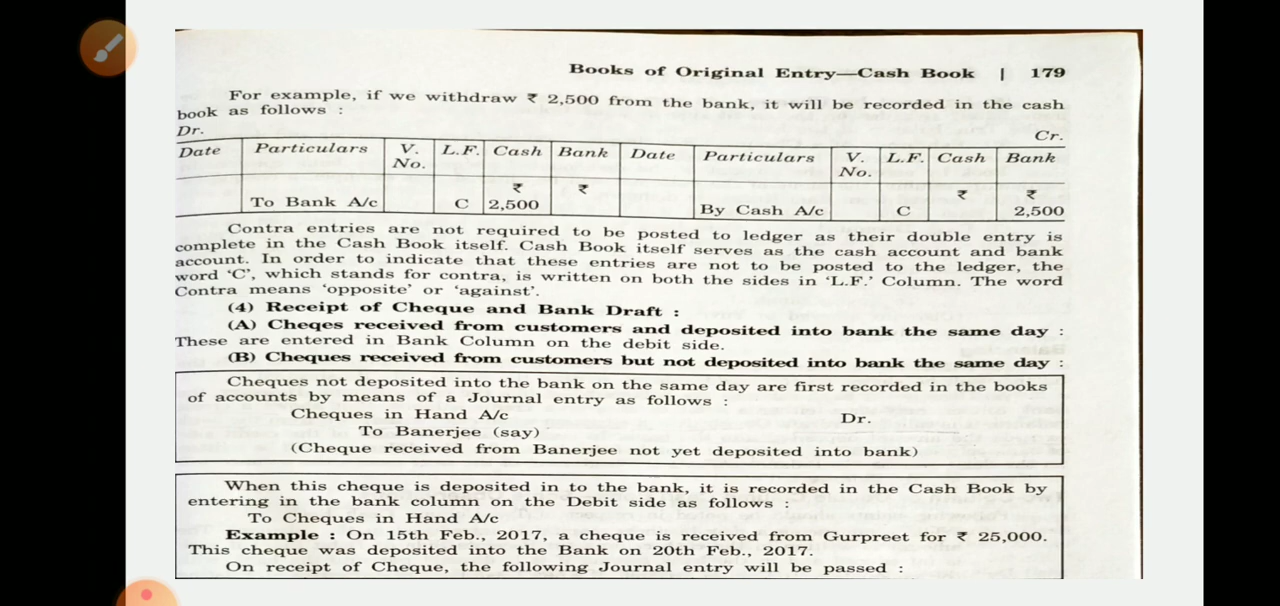 Books of Original Entry—Cash Book | 179
For example, if we withdraw ₹ 2,500 from the bank, it will be recorded in the cash
book as follows :
Dr. Cr.
Date Particulars V. No. L.F. Cash Bank Date Particulars V. No. L.F. Cash Bank
₹ ₹ ₹ ₹
To Bank A/c C 2,500 By Cash A/c C 2,500
Contra entries are not required to be posted to ledger as their double entry is
complete in the Cash Book itself. Cash Book itself serves as the cash account and bank
account. In order to indicate that these entries are not to be posted to the ledger, the
word ‘C’, which stands for contra, is written on both the sides in ‘L.F.’ Column. The word
Contra means ‘opposite’ or ‘against’.
(4) Receipt of Cheque and Bank Draft :
(A) Cheqes received from customers and deposited into bank the same day :
These are entered in Bank Column on the debit side.
(B) Cheques received from customers but not deposited into bank the same day :
Cheques not deposited into the bank on the same day are first recorded in the books
of accounts by means of a Journal entry as follows :
Cheques in Hand A/c Dr.
To Banerjee (say)
(Cheque received from Banerjee not yet deposited into bank)
When this cheque is deposited in to the bank, it is recorded in the Cash Book by
entering in the bank column on the Debit side as follows :
To Cheques in Hand A/c
Example : On 15th Feb., 2017, a cheque is received from Gurpreet for ₹ 25,000.
This cheque was deposited into the Bank on 20th Feb., 2017.
On receipt of Cheque, the following Journal entry will be passed :